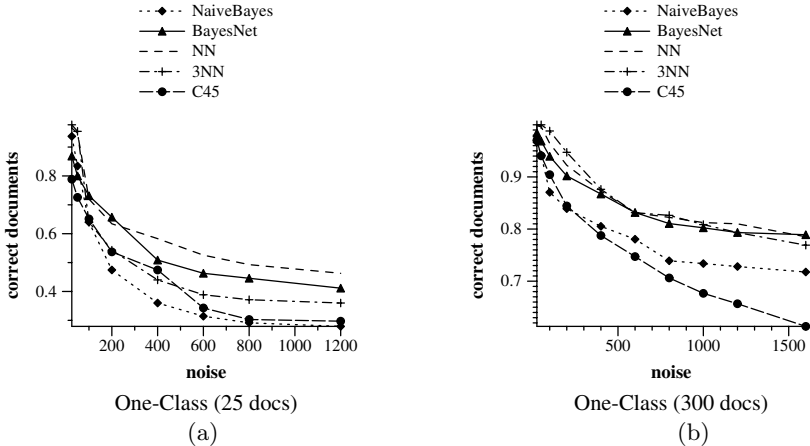 NaiveBayes
BayesNet
NN
3NN
C45
correct documents
0.8
0.6
0.4
200 400 600 800 1000 1200
noise
One-Class (25 docs)
(a)
NaiveBayes
BayesNet
NN
3NN
C45
correct documents
0.9
0.8
0.7
500 1000 1500
noise
One-Class (300 docs)
(b)